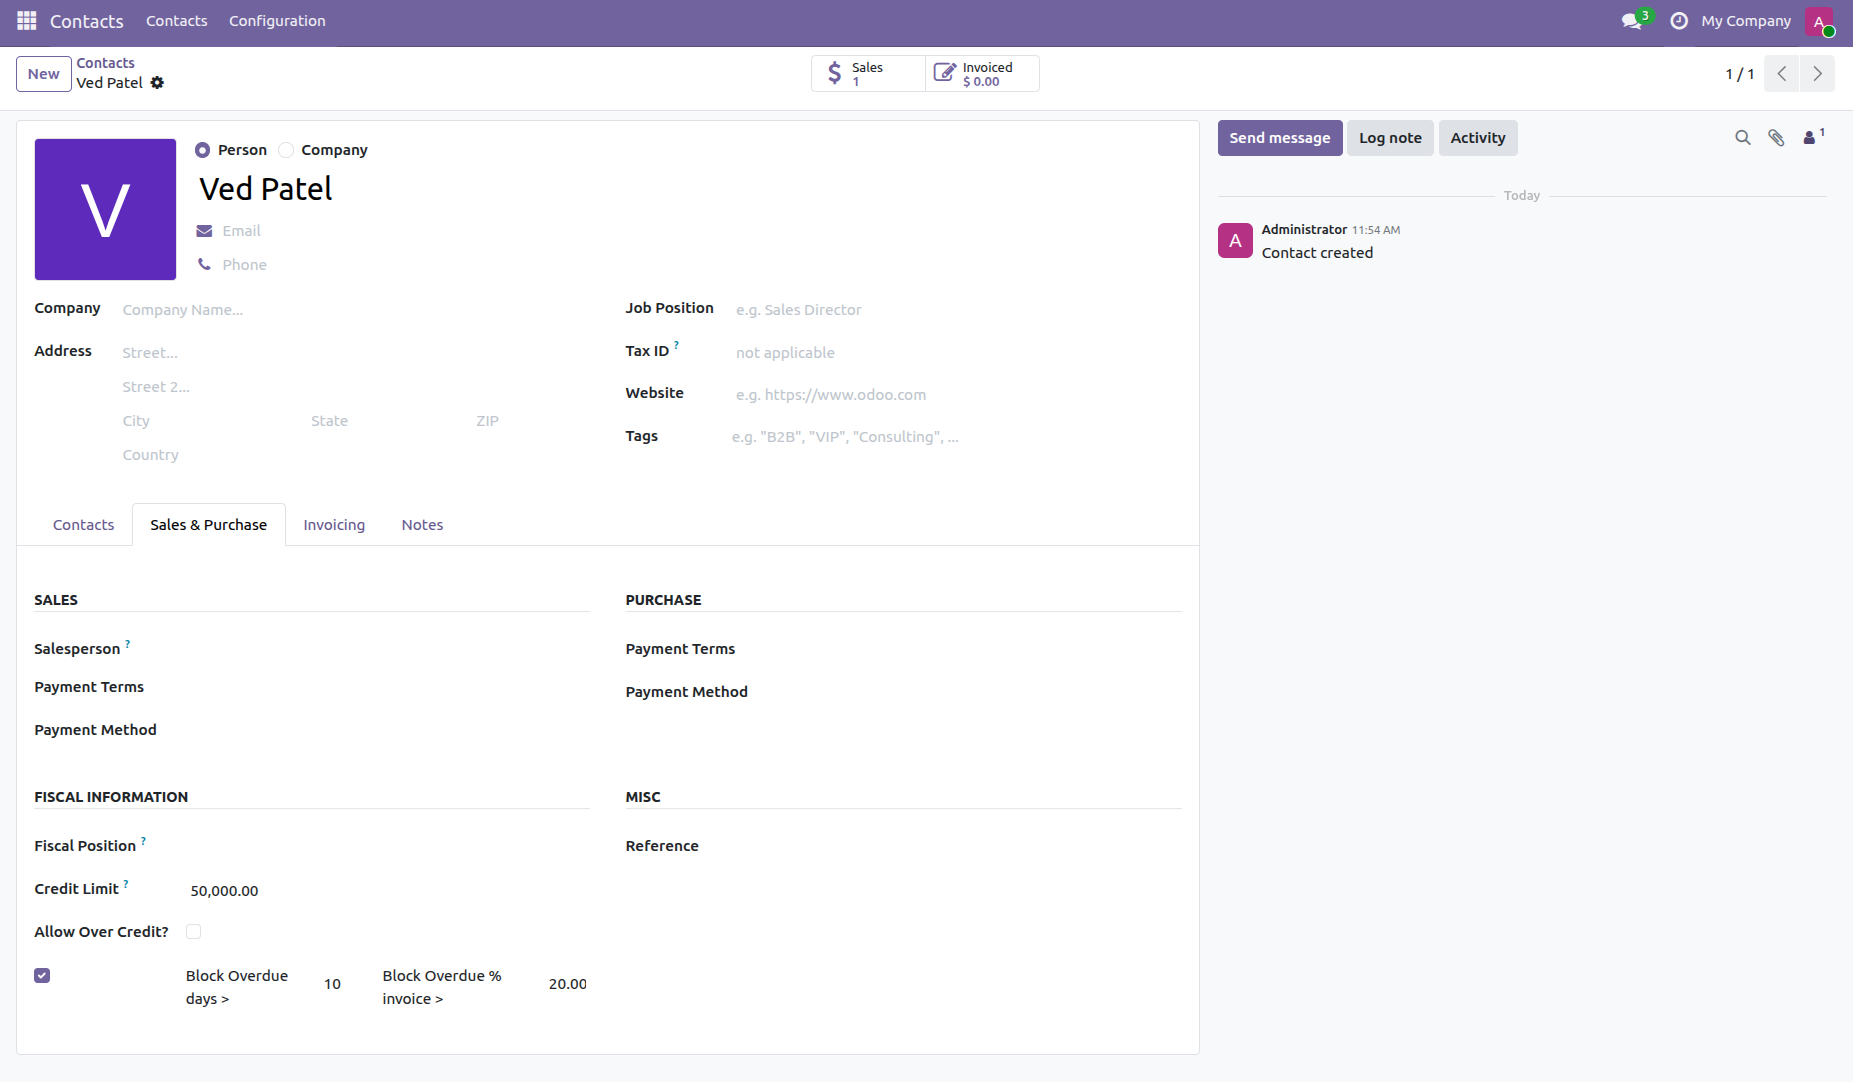 Contacts Contacts Configuration 3 My Company A
New Contacts
Ved Patel
Sales
1
Invoiced
$ 0.00
1 / 1
V
Person Company
Ved Patel
Email
Phone
Company Company Name...
Address Street...
Street 2...
City State ZIP
Country
Job Position e.g. Sales Director
Tax ID ? not applicable
Website e.g. https://www.odoo.com
Tags e.g. "B2B", "VIP", "Consulting", ...
Contacts Sales & Purchase Invoicing Notes
SALES
Salesperson ?
Payment Terms
Payment Method
PURCHASE
Payment Terms
Payment Method
FISCAL INFORMATION
Fiscal Position ?
Credit Limit ? 50,000.00
Allow Over Credit?
Block Overdue
days >
10
Block Overdue %
invoice >
20.00
MISC
Reference
Send message Log note Activity 1
Today
A
Administrator 11:54 AM
Contact created